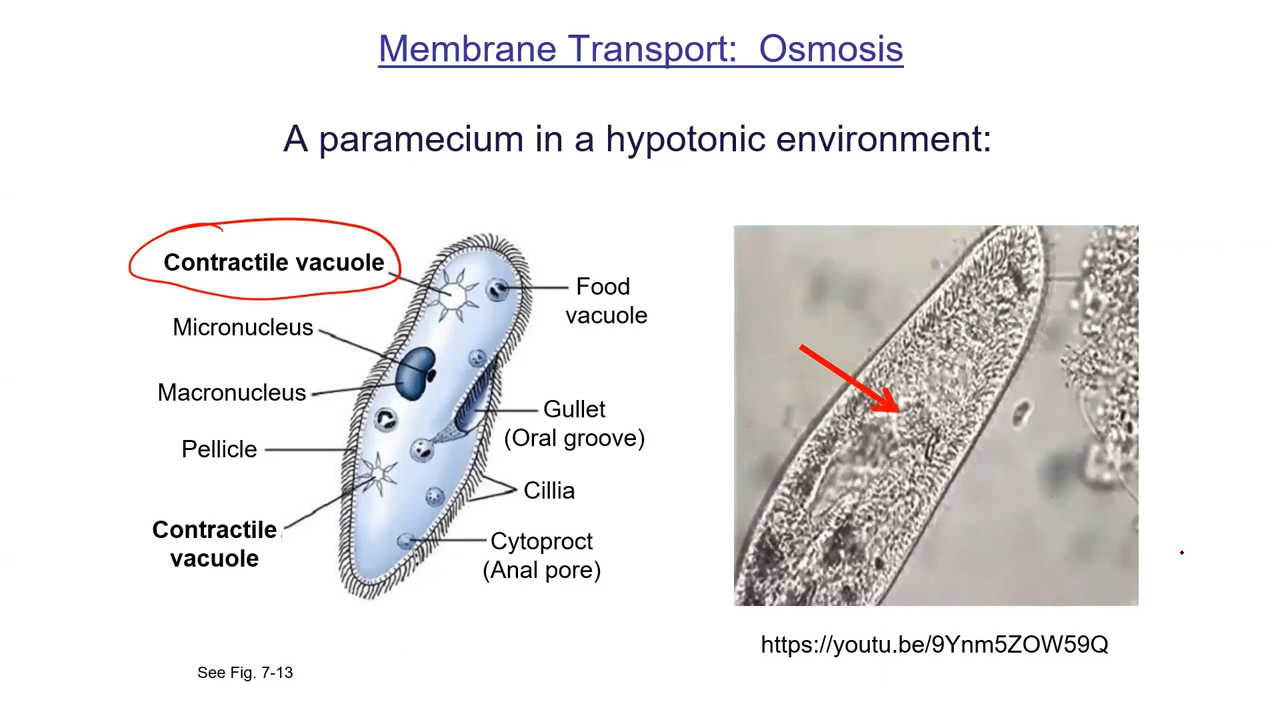 Membrane Transport:  Osmosis
A paramecium in a hypotonic environment:
Contractile vacuole
Micronucleus
Macronucleus
Pellicle
Contractile
vacuole
Food
vacuole
Gullet
(Oral groove)
Cillia
Cytoproct
(Anal pore)
https://youtu.be/9Ynm5ZOW59Q
See Fig. 7-13